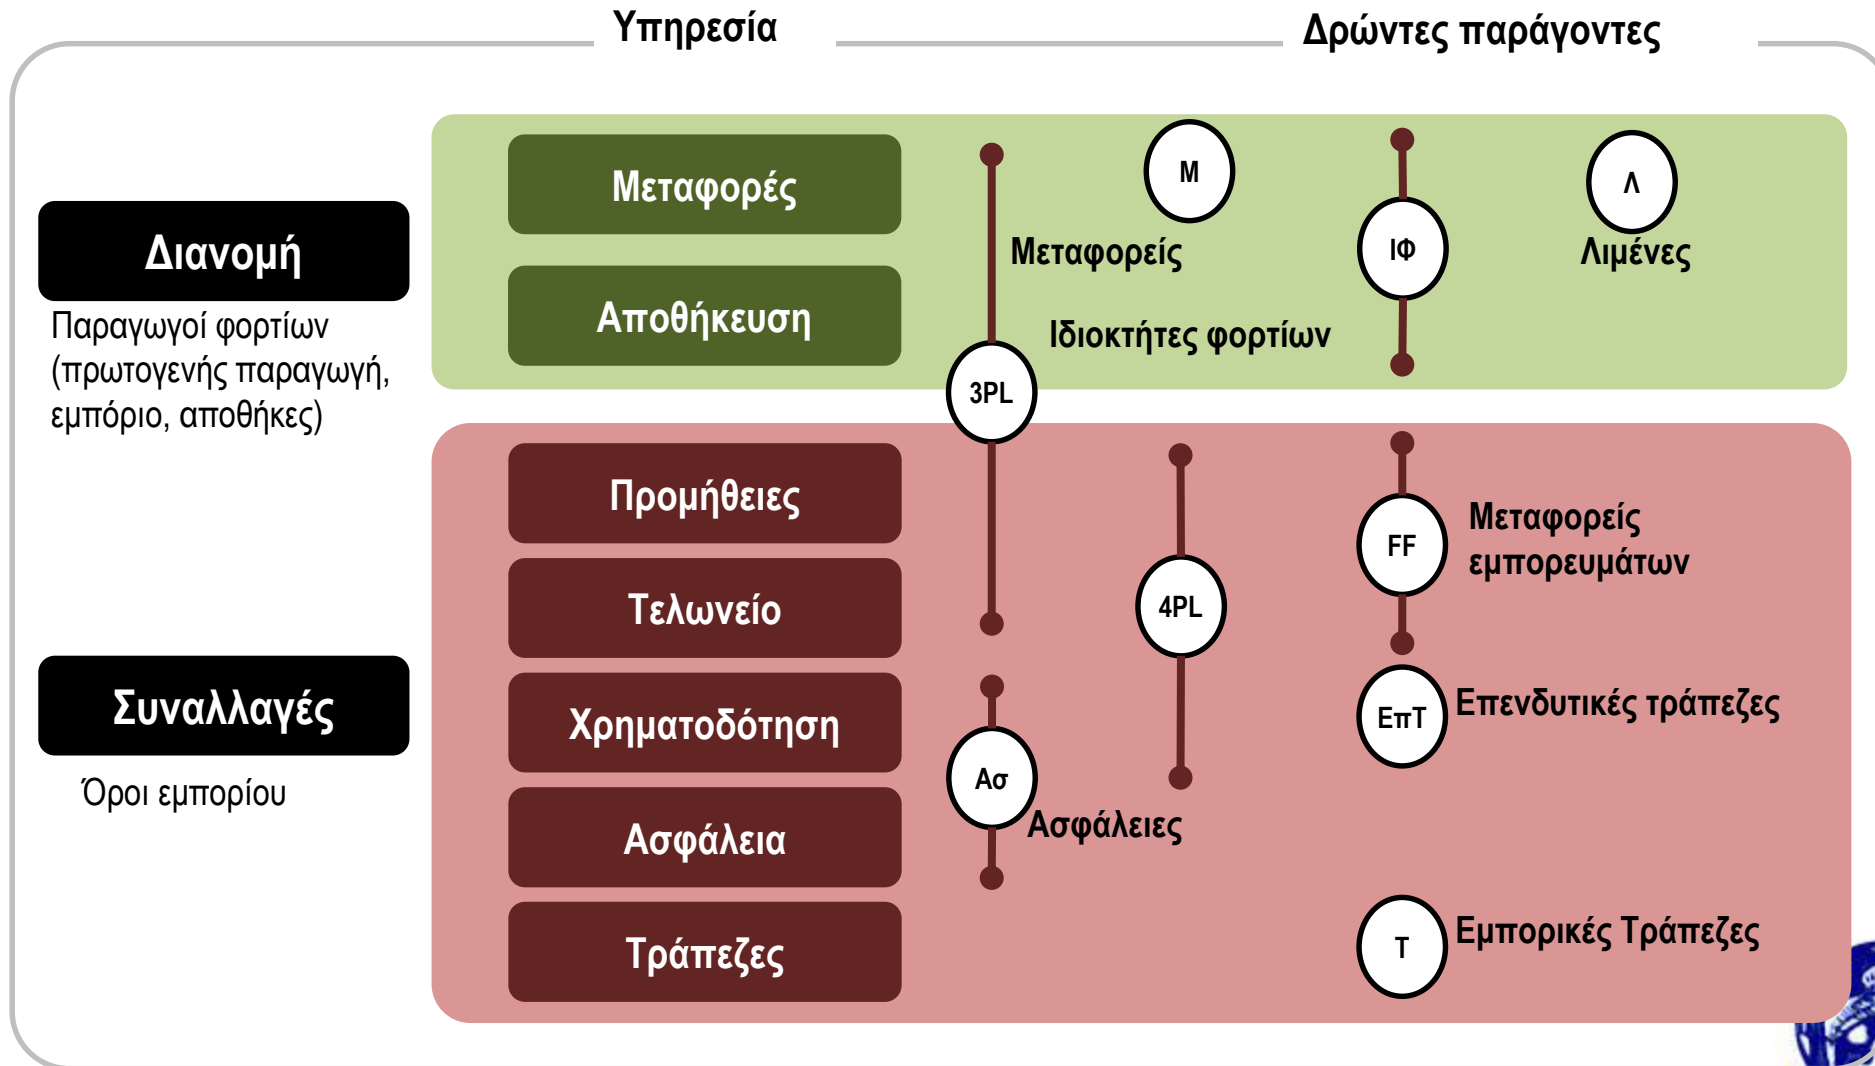 Υπηρεσία
Δρώντες παράγοντες
Διανομή
Παραγωγοί φορτίων
(πρωτογενής παραγωγή,
εμπόριο, αποθήκες)
Μεταφορές
Αποθήκευση
Μ
Μεταφορείς
Ιδιοκτήτες φορτίων
ΙΦ
Λ
Λιμένες
3PL
Συναλλαγές
Όροι εμπορίου
Προμήθειες
Τελωνείο
Χρηματοδότηση
Ασφάλεια
Τράπεζες
4PL
FF
Μεταφορείς
εμπορευμάτων
ΕπΤ
Επενδυτικές τράπεζες
Ασ
Ασφάλειες
Τ
Εμπορικές Τράπεζες